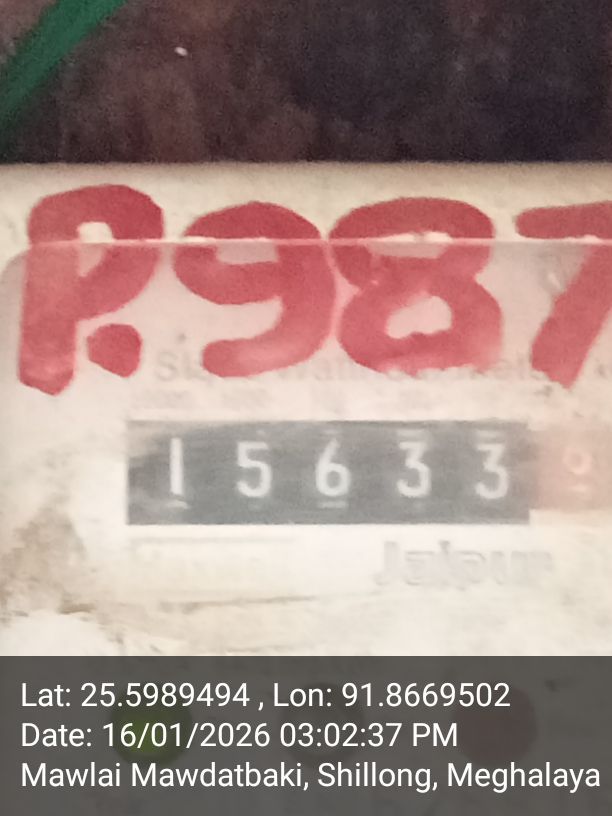 P.987
15633
Jaipur
Lat: 25.5989494 , Lon: 91.8669502
Date: 16/01/2026 03:02:37 PM
Mawlai Mawdatbaki, Shillong, Meghalaya